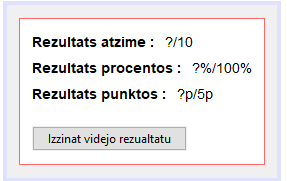 Rezultats atzime : ?/10
Rezultats procentos : ?%/100%
Rezultats punktos : ?p/5p
Izzinat videjo rezualtatu